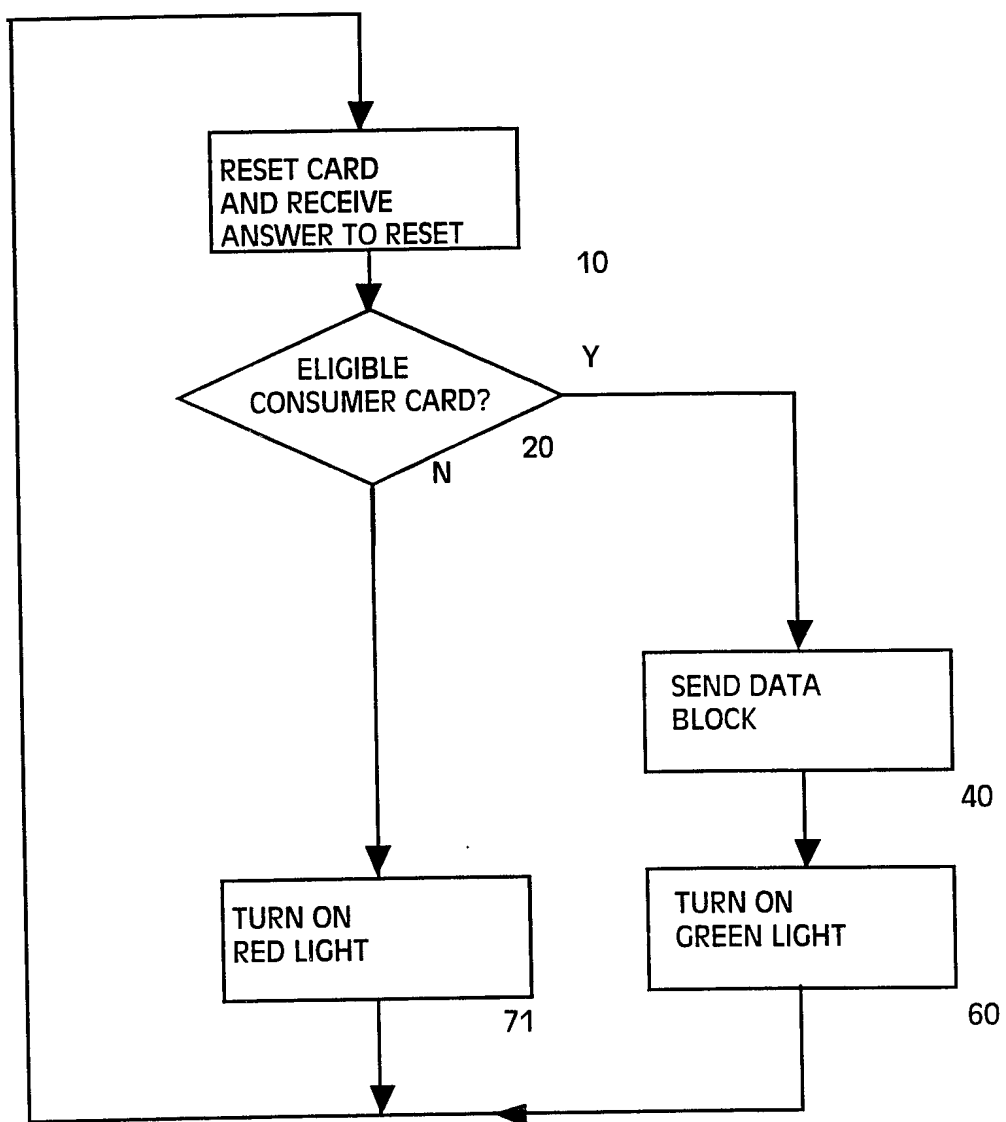 RESET CARD
AND RECEIVE
ANSWER TO RESET
10
ELIGIBLE
CONSUMER CARD?
Y
20
N
SEND DATA
BLOCK
40
TURN ON
RED LIGHT
71
TURN ON
GREEN LIGHT
60